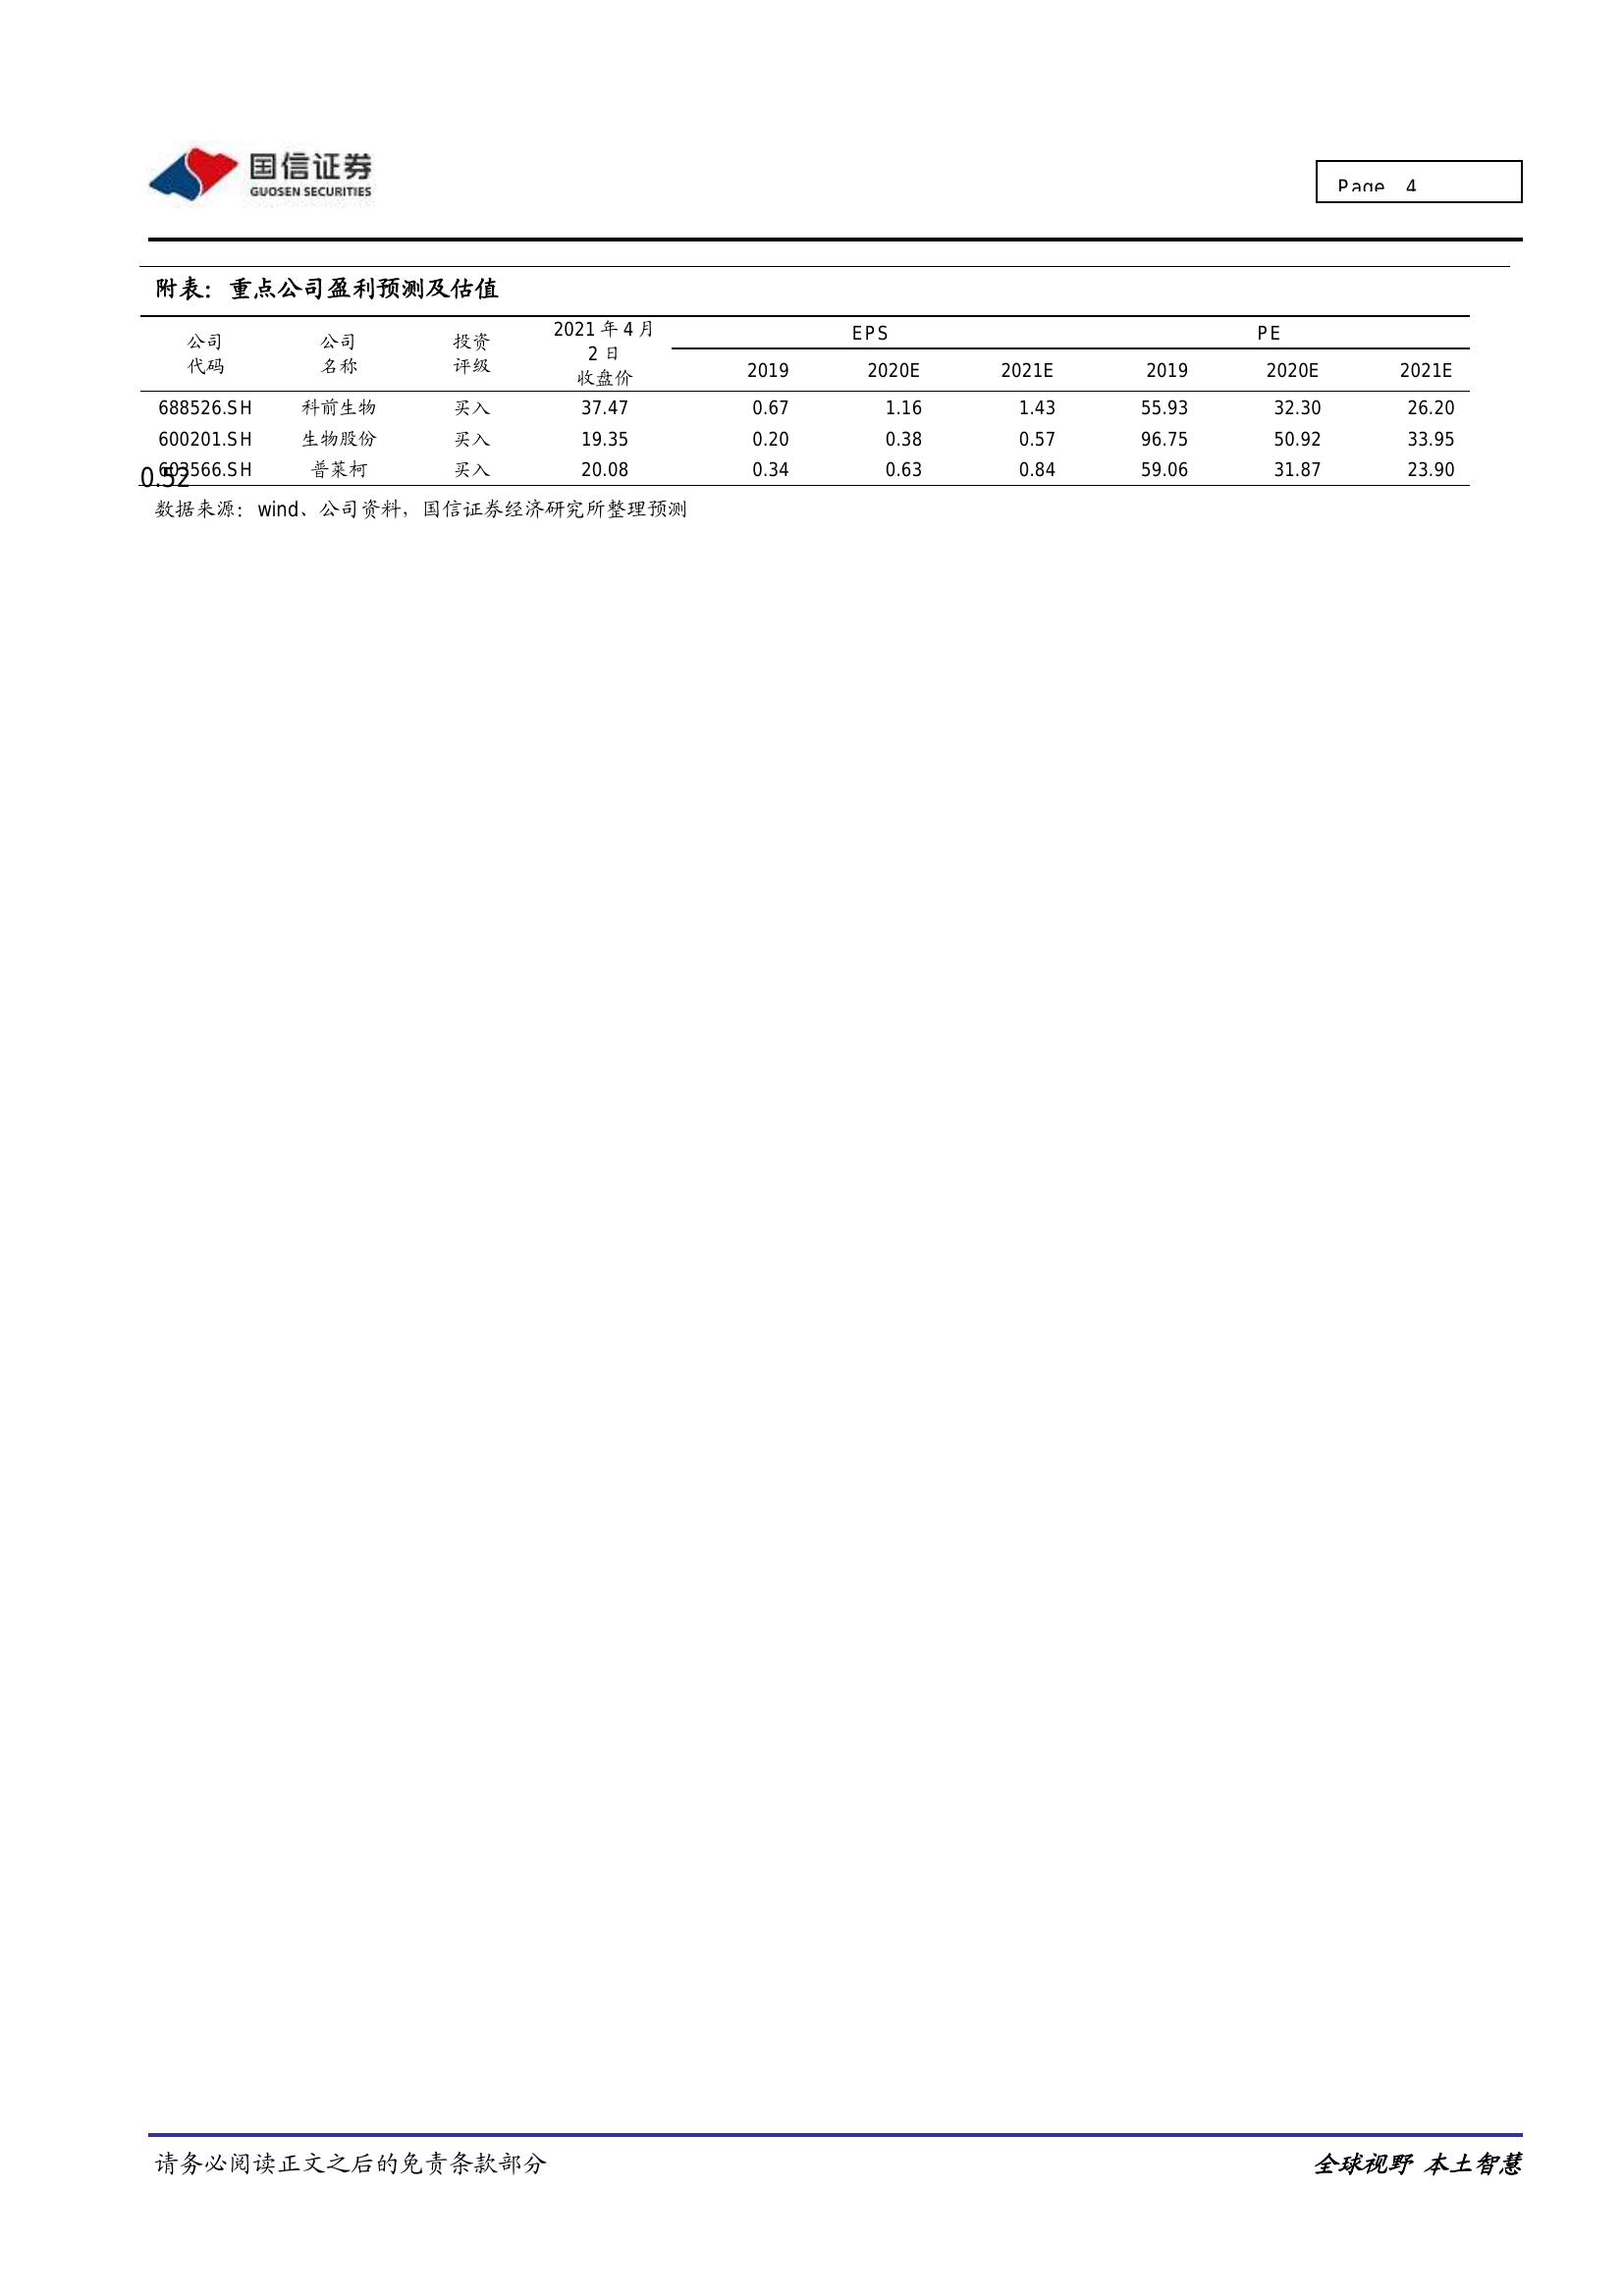 国信证券
GUOSEN SECURITIES
Page 4
附表：重点公司盈利预测及估值
公司代码 公司名称 投资评级 2021 年 4 月 2 日收盘价 EPS PE
2019 2020E 2021E 2019 2020E 2021E
688526.SH 科前生物 买入 37.47 0.67 1.16 1.43 55.93 32.30 26.20
600201.SH 生物股份 买入 19.35 0.20 0.38 0.57 96.75 50.92 33.95
603566.SH 普莱柯 买入 20.08 0.34 0.63 0.84 59.06 31.87 23.90
0.52
数据来源：wind、公司资料，国信证券经济研究所整理预测
请务必阅读正文之后的免责条款部分
全球视野 本土智慧